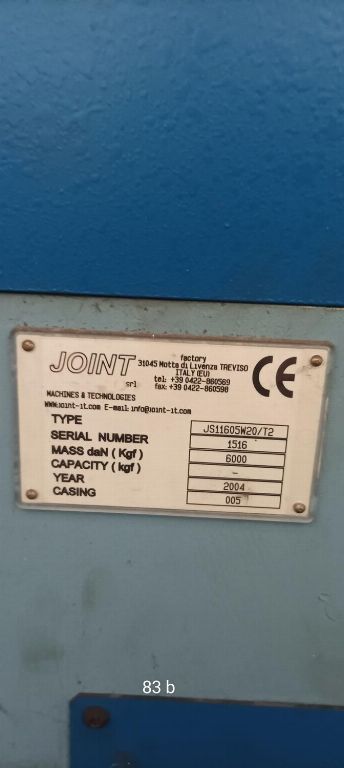 JOINT srl
factory
31045 Motta di Livenza TREVISO
ITALY (EU)
tel: +39 0422-860569
fax: +39 0422-860598
CE
MACHINES & TECHNOLOGIES
www.joint-it.com E-mail: info@joint-it.com
TYPE JS11605W20/T2
SERIAL NUMBER 1516
MASS daN ( Kgf ) 6000
CAPACITY ( kgf ) -
YEAR 2004
CASING 005
83 b